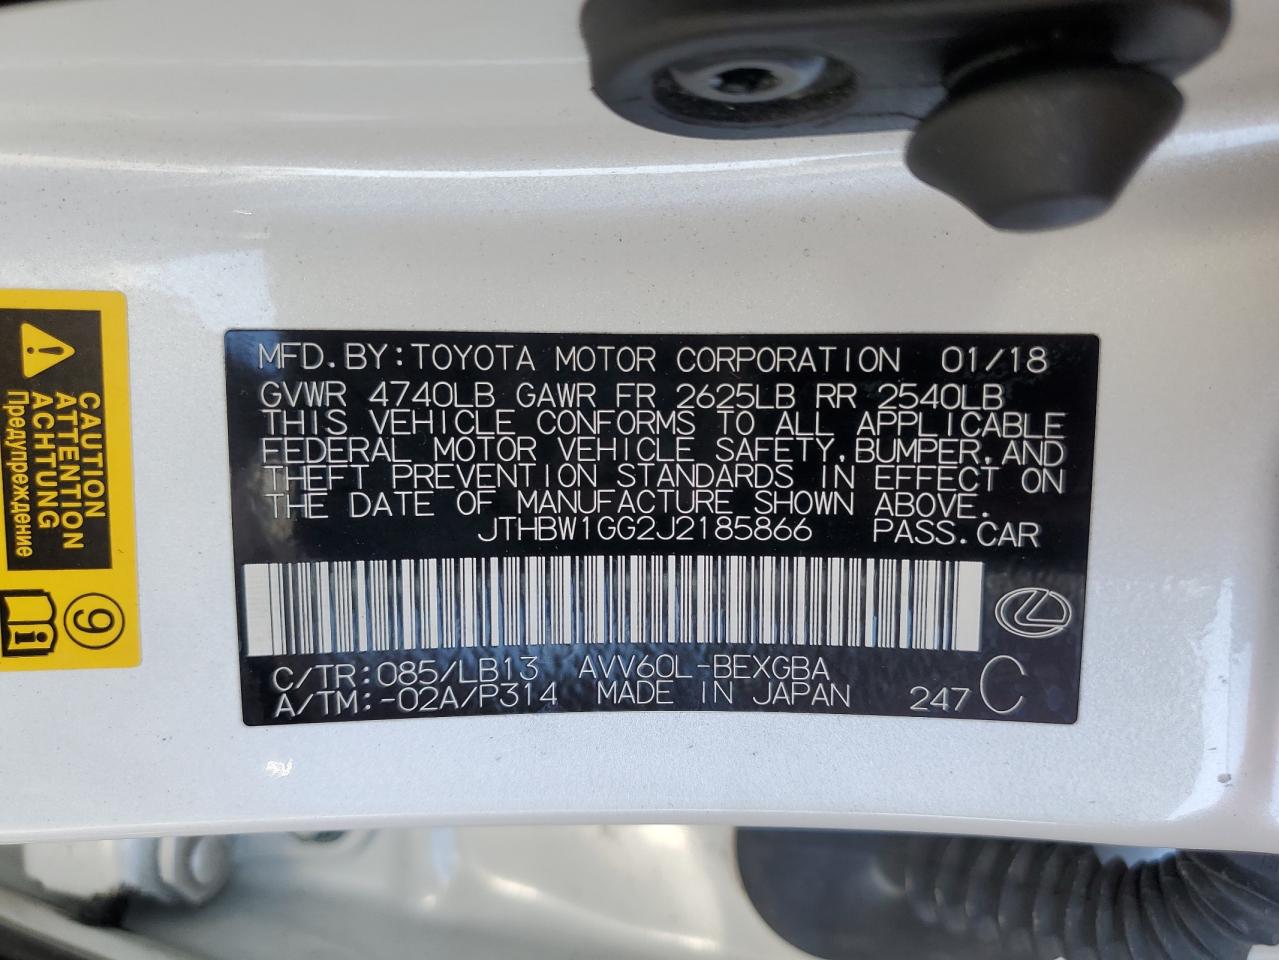 MFD.BY:TOYOTA MOTOR CORPORATION 01/18
GVWR 4740LB GAWR FR 2625LB RR 2540LB
THIS VEHICLE CONFORMS TO ALL APPLICABLE
FEDERAL MOTOR VEHICLE SAFETY,BUMPER,AND
THEFT PREVENTION STANDARDS IN EFFECT ON
THE DATE OF MANUFACTURE SHOWN ABOVE.
JTHBW1GG2J2185866 PASS.CAR
C/TR:085/LB13 AVV60L-BEXGBA
A/TM:-02A/P314 MADE IN JAPAN 247 C
CAUTION
ATTENTION
ACHTUNG
Предупреждение
9